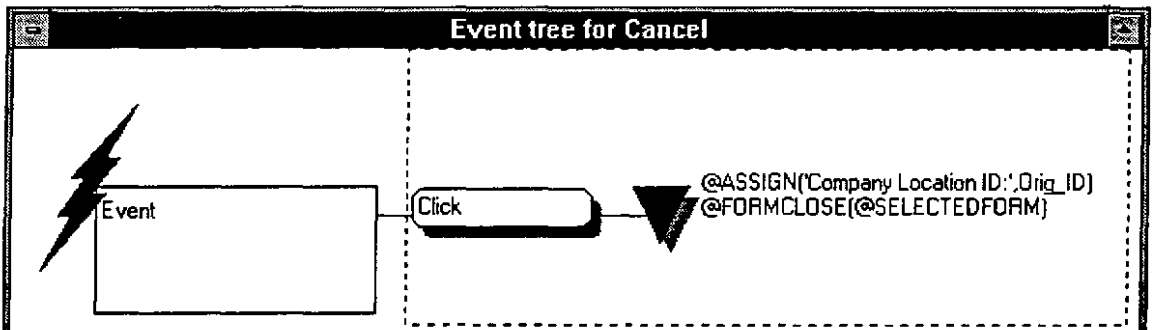 Event tree for Cancel
Event
Click
@ASSIGN('Company Location ID:',Orig_ID)
@FORMCLOSE(@SELECTEDFORM)